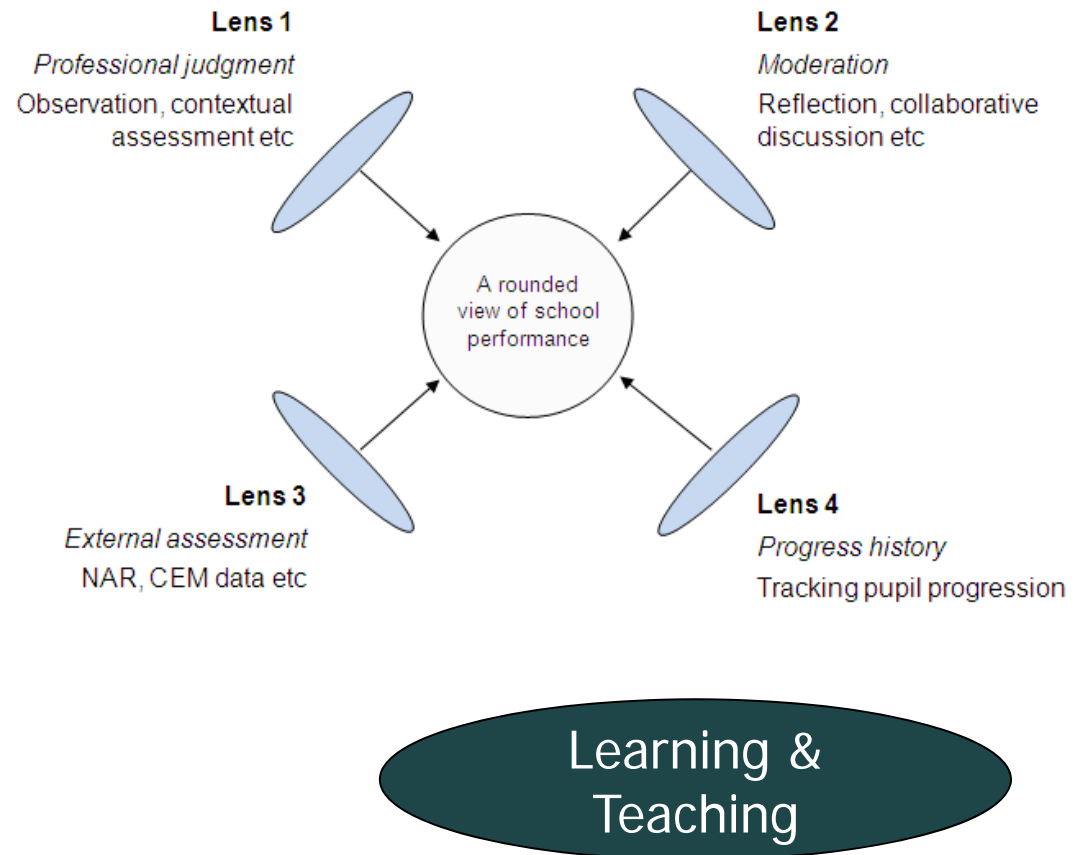 Lens 1
Professional judgment
Observation, contextual
assessment etc
Lens 2
Moderation
Reflection, collaborative
discussion etc
A rounded
view of school
performance
Lens 3
External assessment
NAR, CEM data etc
Lens 4
Progress history
Tracking pupil progression
Learning &
Teaching